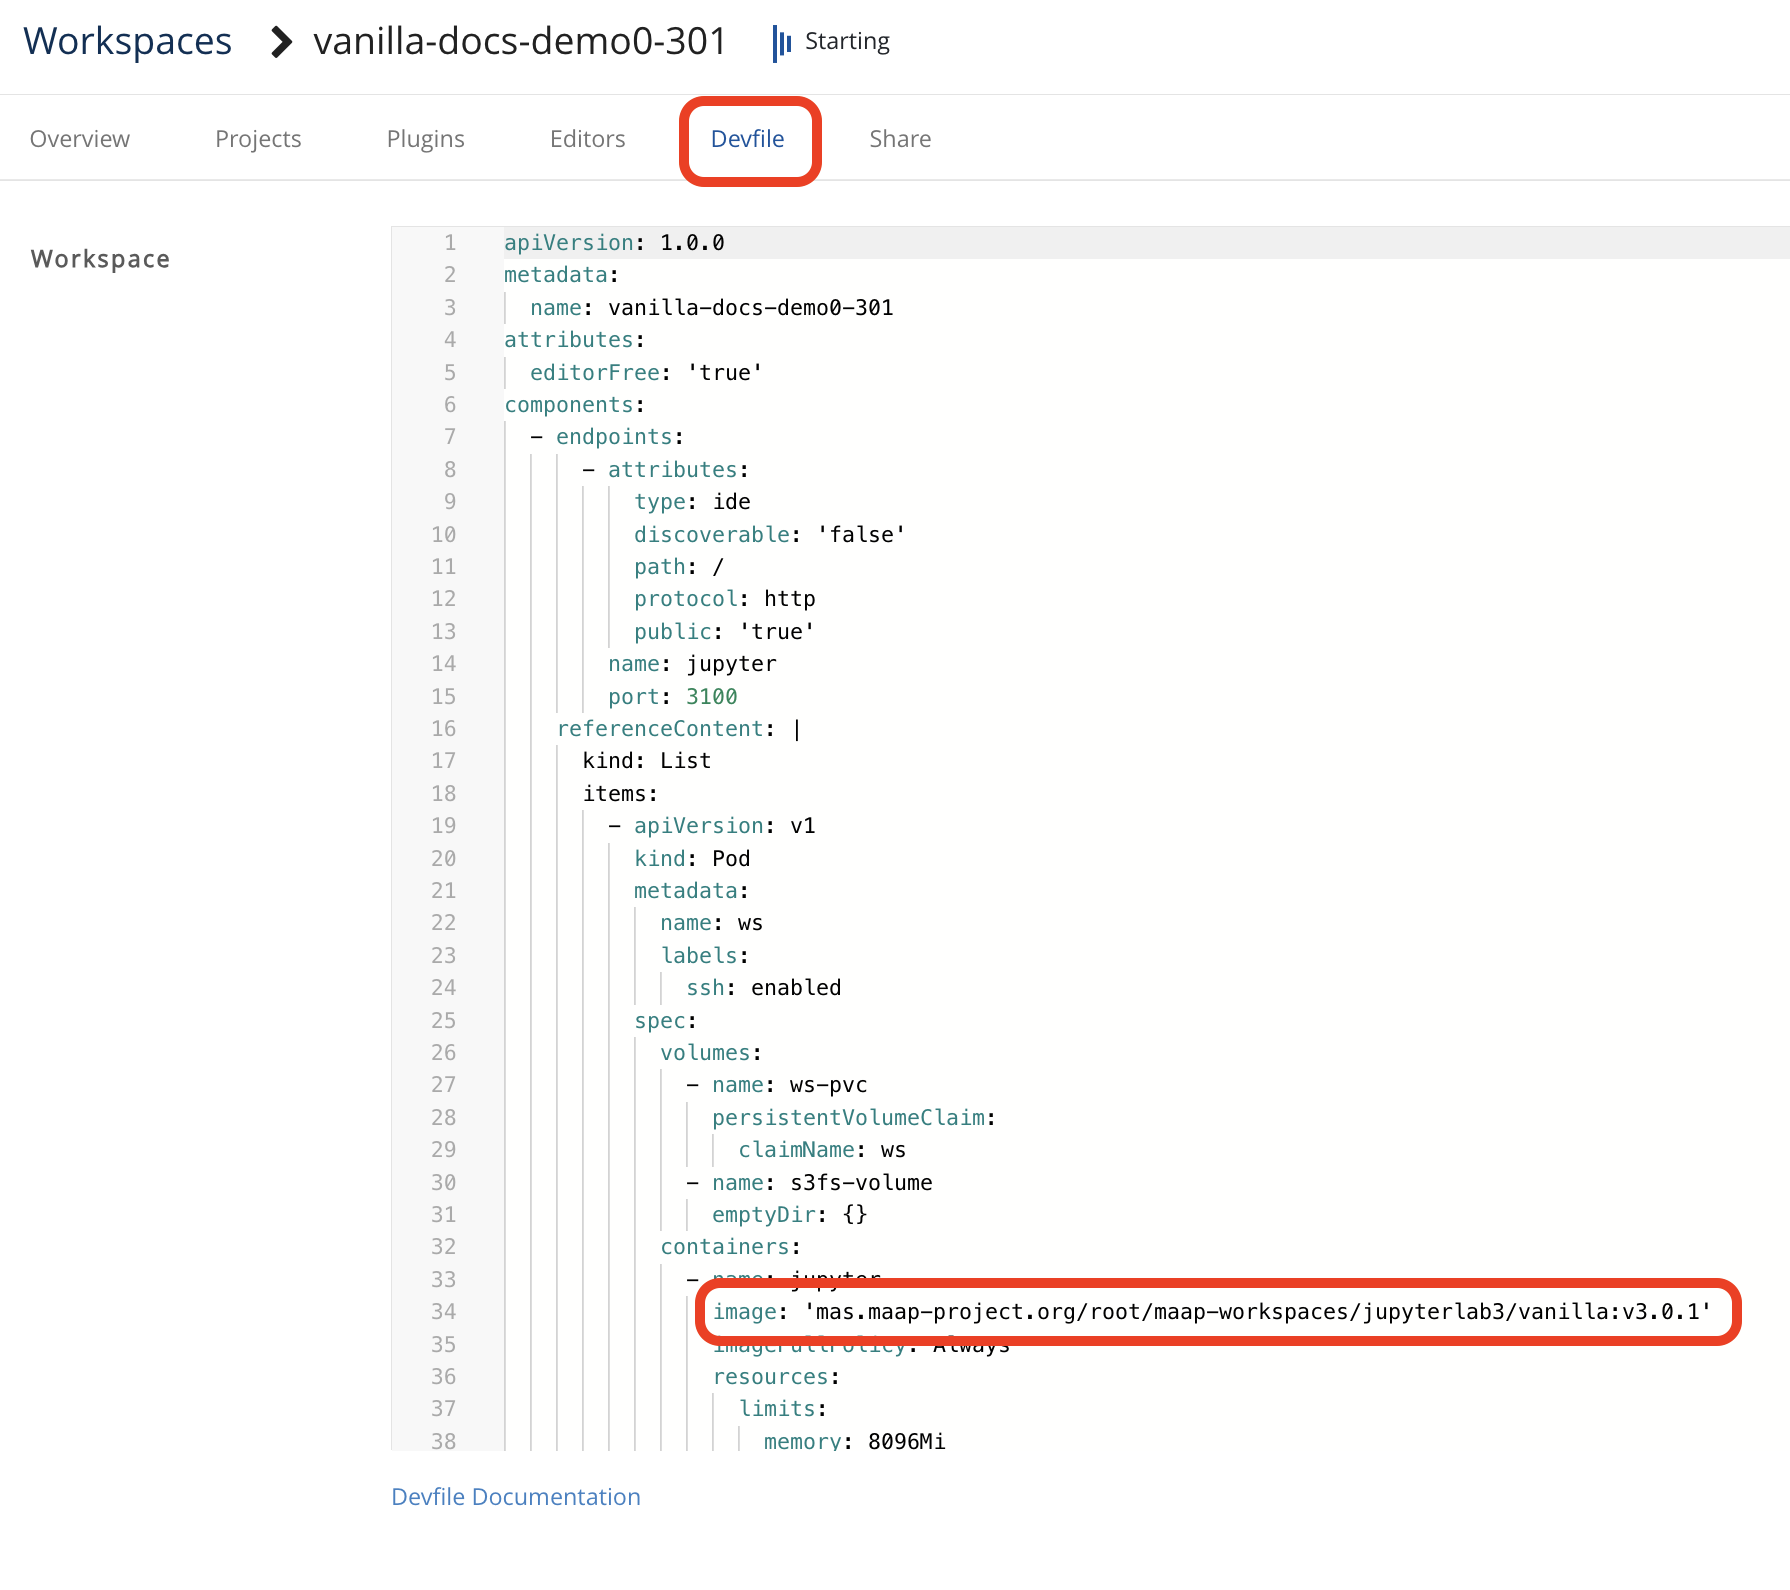 Workspaces > vanilla-docs-demo0-301 Starting
Overview Projects Plugins Editors Devfile Share
Workspace
1 apiVersion: 1.0.0
2 metadata:
3 name: vanilla-docs-demo0-301
4 attributes:
5 editorFree: 'true'
6 components:
7 - endpoints:
8 - attributes:
9 type: ide
10 discoverable: 'false'
11 path: /
12 protocol: http
13 public: 'true'
14 name: jupyter
15 port: 3100
16 referenceContent: |
17 kind: List
18 items:
19 - apiVersion: v1
20 kind: Pod
21 metadata:
22 name: ws
23 labels:
24 ssh: enabled
25 spec:
26 volumes:
27 - name: ws-pvc
28 persistentVolumeClaim:
29 claimName: ws
30 - name: s3fs-volume
31 emptyDir: {}
32 containers:
33 - name: jupyter
34 image: 'mas.maap-project.org/root/maap-workspaces/jupyterlab3/vanilla:v3.0.1'
35 imagePullPolicy: Always
36 resources:
37 limits:
38 memory: 8096Mi
Devfile Documentation